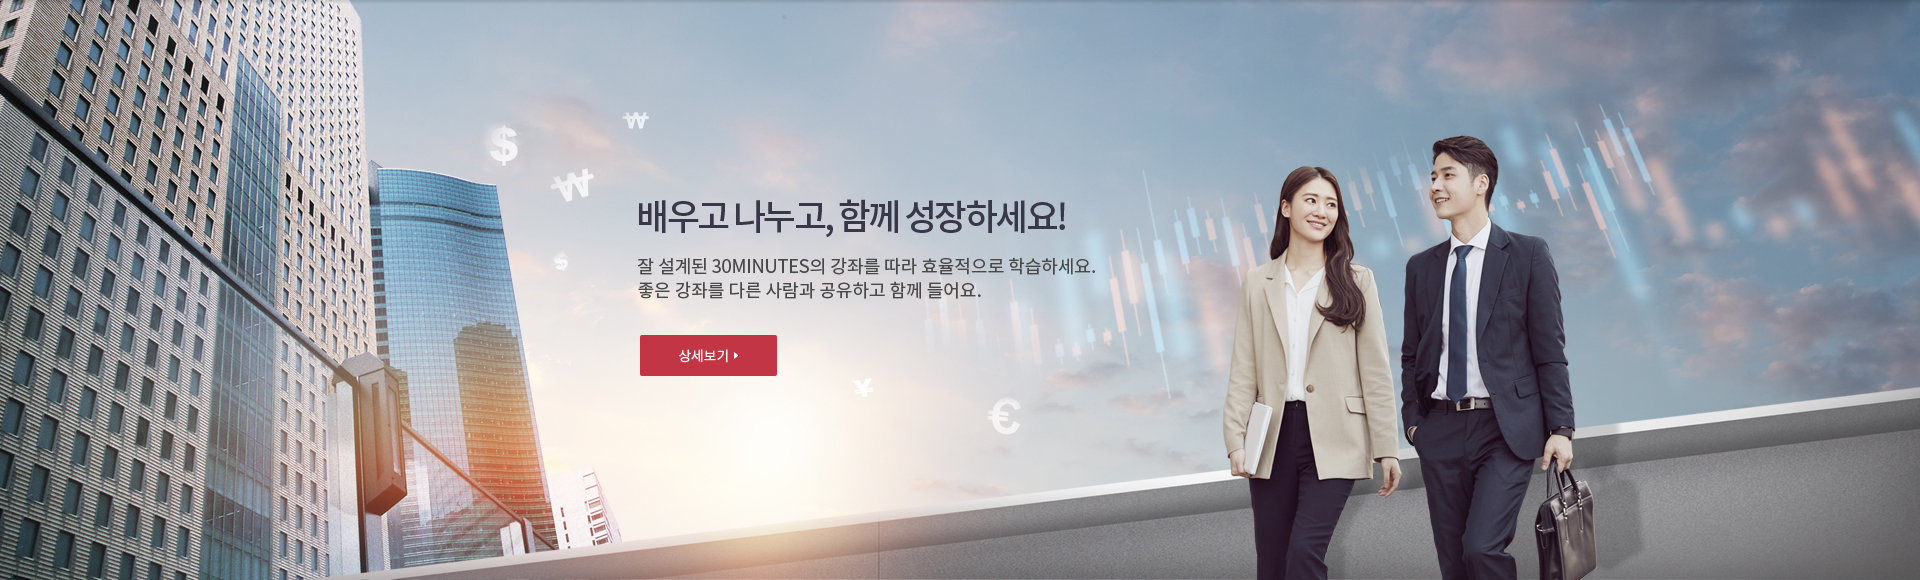 배우고 나누고, 함께 성장하세요!
잘 설계된 30MINUTES의 강좌를 따라 효율적으로 학습하세요.
좋은 강좌를 다른 사람과 공유하고 함께 들어요.
상세보기